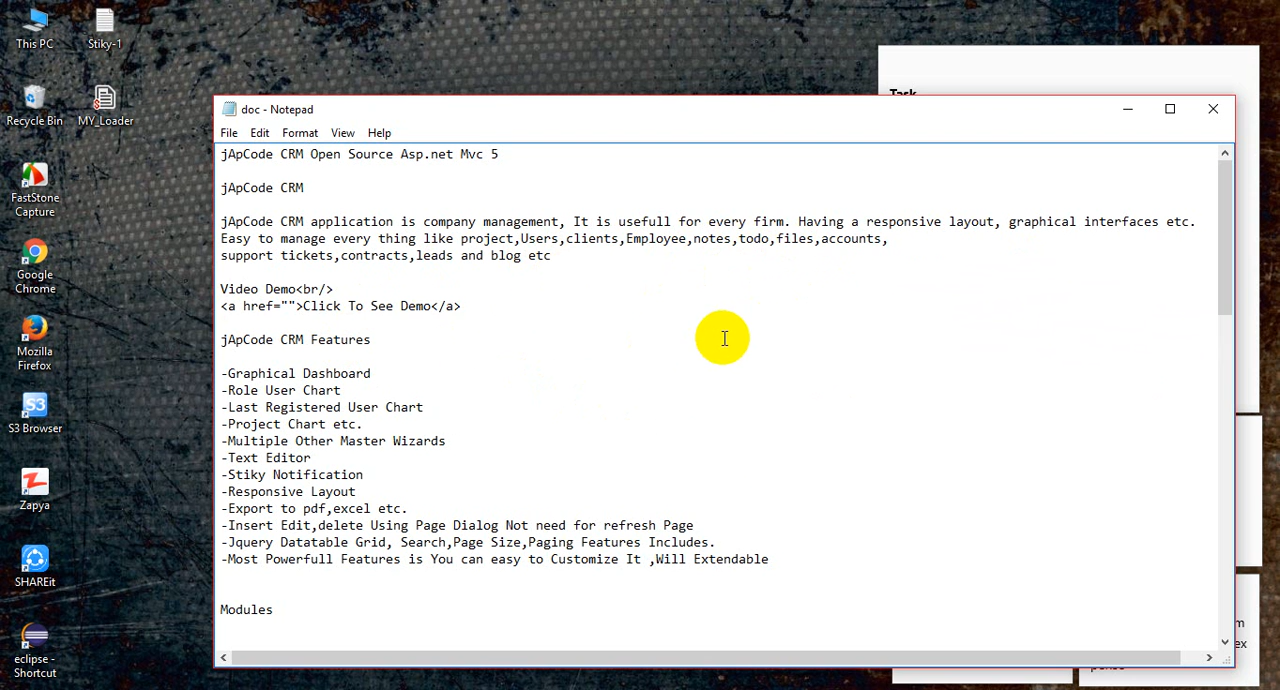 This PC
Stiky-1
Recycle Bin
MY_Loader
FastStone
Capture
Google
Chrome
Mozilla
Firefox
S3
S3 Browser
Zapya
SHAREit
eclipse -
Shortcut
Task
doc - Notepad
File Edit Format View Help
jApCode CRM Open Source Asp.net Mvc 5
jApCode CRM
jApCode CRM application is company management, It is usefull for every firm. Having a responsive layout, graphical interfaces etc.
Easy to manage every thing like project,Users,clients,Employee,notes,todo,files,accounts,
support tickets,contracts,leads and blog etc
Video Demo<br/>
<a href="">Click To See Demo</a>
jApCode CRM Features
-Graphical Dashboard
-Role User Chart
-Last Registered User Chart
-Project Chart etc.
-Multiple Other Master Wizards
-Text Editor
-Stiky Notification
-Responsive Layout
-Export to pdf,excel etc.
-Insert Edit,delete Using Page Dialog Not need for refresh Page
-Jquery Datatable Grid, Search,Page Size,Paging Features Includes.
-Most Powerfull Features is You can easy to Customize It ,Will Extendable
Modules